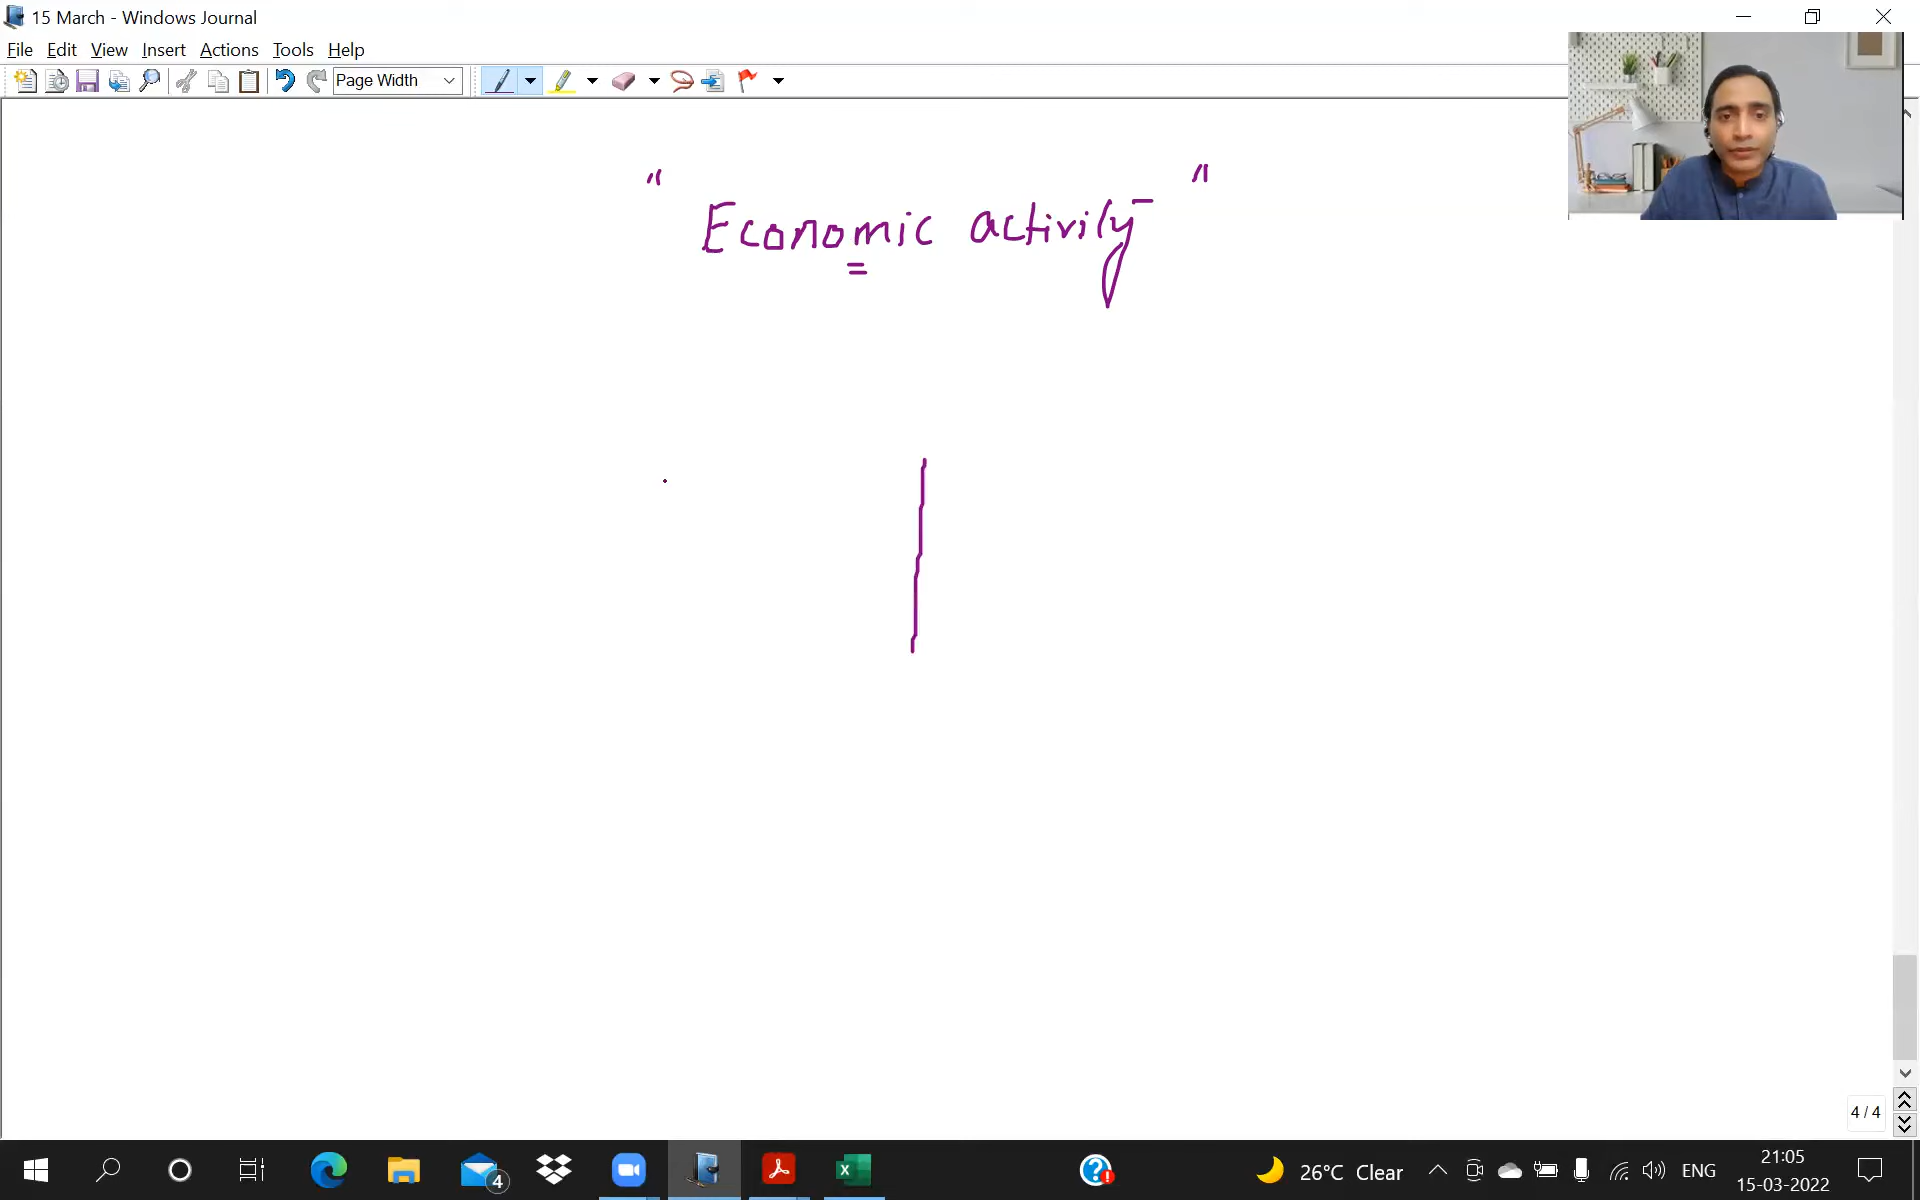 15 March - Windows Journal
File Edit View Insert Actions Tools Help
Page Width
" Economic activity "
4 / 4
4
26°C Clear
ENG
21:05
15-03-2022